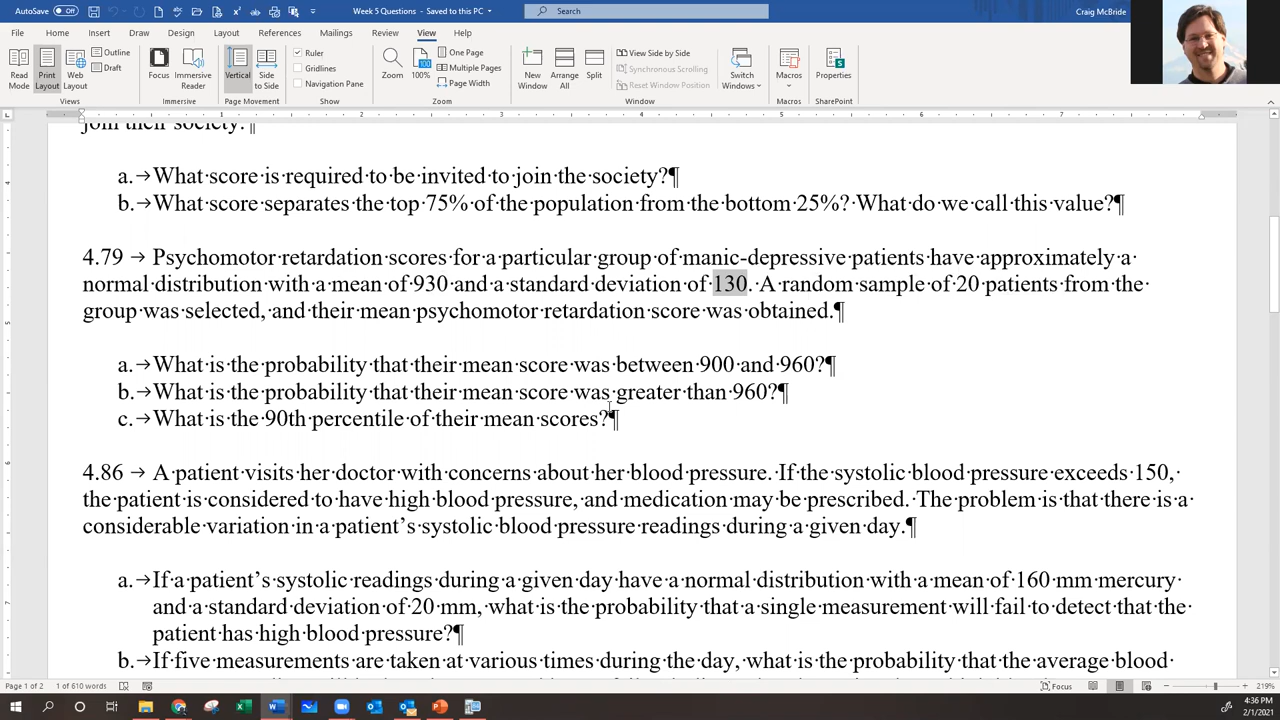 AutoSave Off Week 5 Questions - Saved to this PC Search Craig McBride
File Home Insert Draw Design Layout References Mailings Review View Help
Read Mode Print Layout Web Layout Outline Draft Views
Focus Immersive Reader Immersive
Vertical Side to Side Page Movement
Ruler Gridlines Navigation Pane Show
Zoom 100% One Page Multiple Pages Page Width Zoom
New Window Arrange All Split View Side by Side Synchronous Scrolling Reset Window Position Switch Windows Window
Macros Macros
Properties SharePoint
1 2 3 4 5 6 7
join their society.¶
a.→What·score·is·required·to·be·invited·to·join·the·society?¶
b.→What·score·separates·the·top·75%·of·the·population·from·the·bottom·25%?·What·do·we·call·this·value?¶
4.79 → Psychomotor·retardation·scores·for·a·particular·group·of·manic-depressive·patients·have·approximately·a·
normal·distribution·with·a·mean·of·930·and·a·standard·deviation·of·130.·A·random·sample·of·20·patients·from·the·
group·was·selected,·and·their·mean·psychomotor·retardation·score·was·obtained.¶
a.→What·is·the·probability·that·their·mean·score·was·between·900·and·960?¶
b.→What·is·the·probability·that·their·mean·score·was·greater·than·960?¶
c.→What·is·the·90th·percentile·of·their·mean·scores?¶
4.86 → A·patient·visits·her·doctor·with·concerns·about·her·blood·pressure.··If·the·systolic·blood·pressure·exceeds·150,·
the·patient·is·considered·to·have·high·blood·pressure,·and·medication·may·be·prescribed.··The·problem·is·that·there·is·a·
considerable·variation·in·a·patient's·systolic·blood·pressure·readings·during·a·given·day.¶
a.→If·a·patient's·systolic·readings·during·a·given·day·have·a·normal·distribution·with·a·mean·of·160·mm·mercury·
and·a·standard·deviation·of·20·mm,·what·is·the·probability·that·a·single·measurement·will·fail·to·detect·that·the·
patient·has·high·blood·pressure?¶
b.→If·five·measurements·are·taken·at·various·times·during·the·day,·what·is·the·probability·that·the·average·blood·
Page 1 of 2 1 of 610 words Focus 219%
4:36 PM
2/1/2021